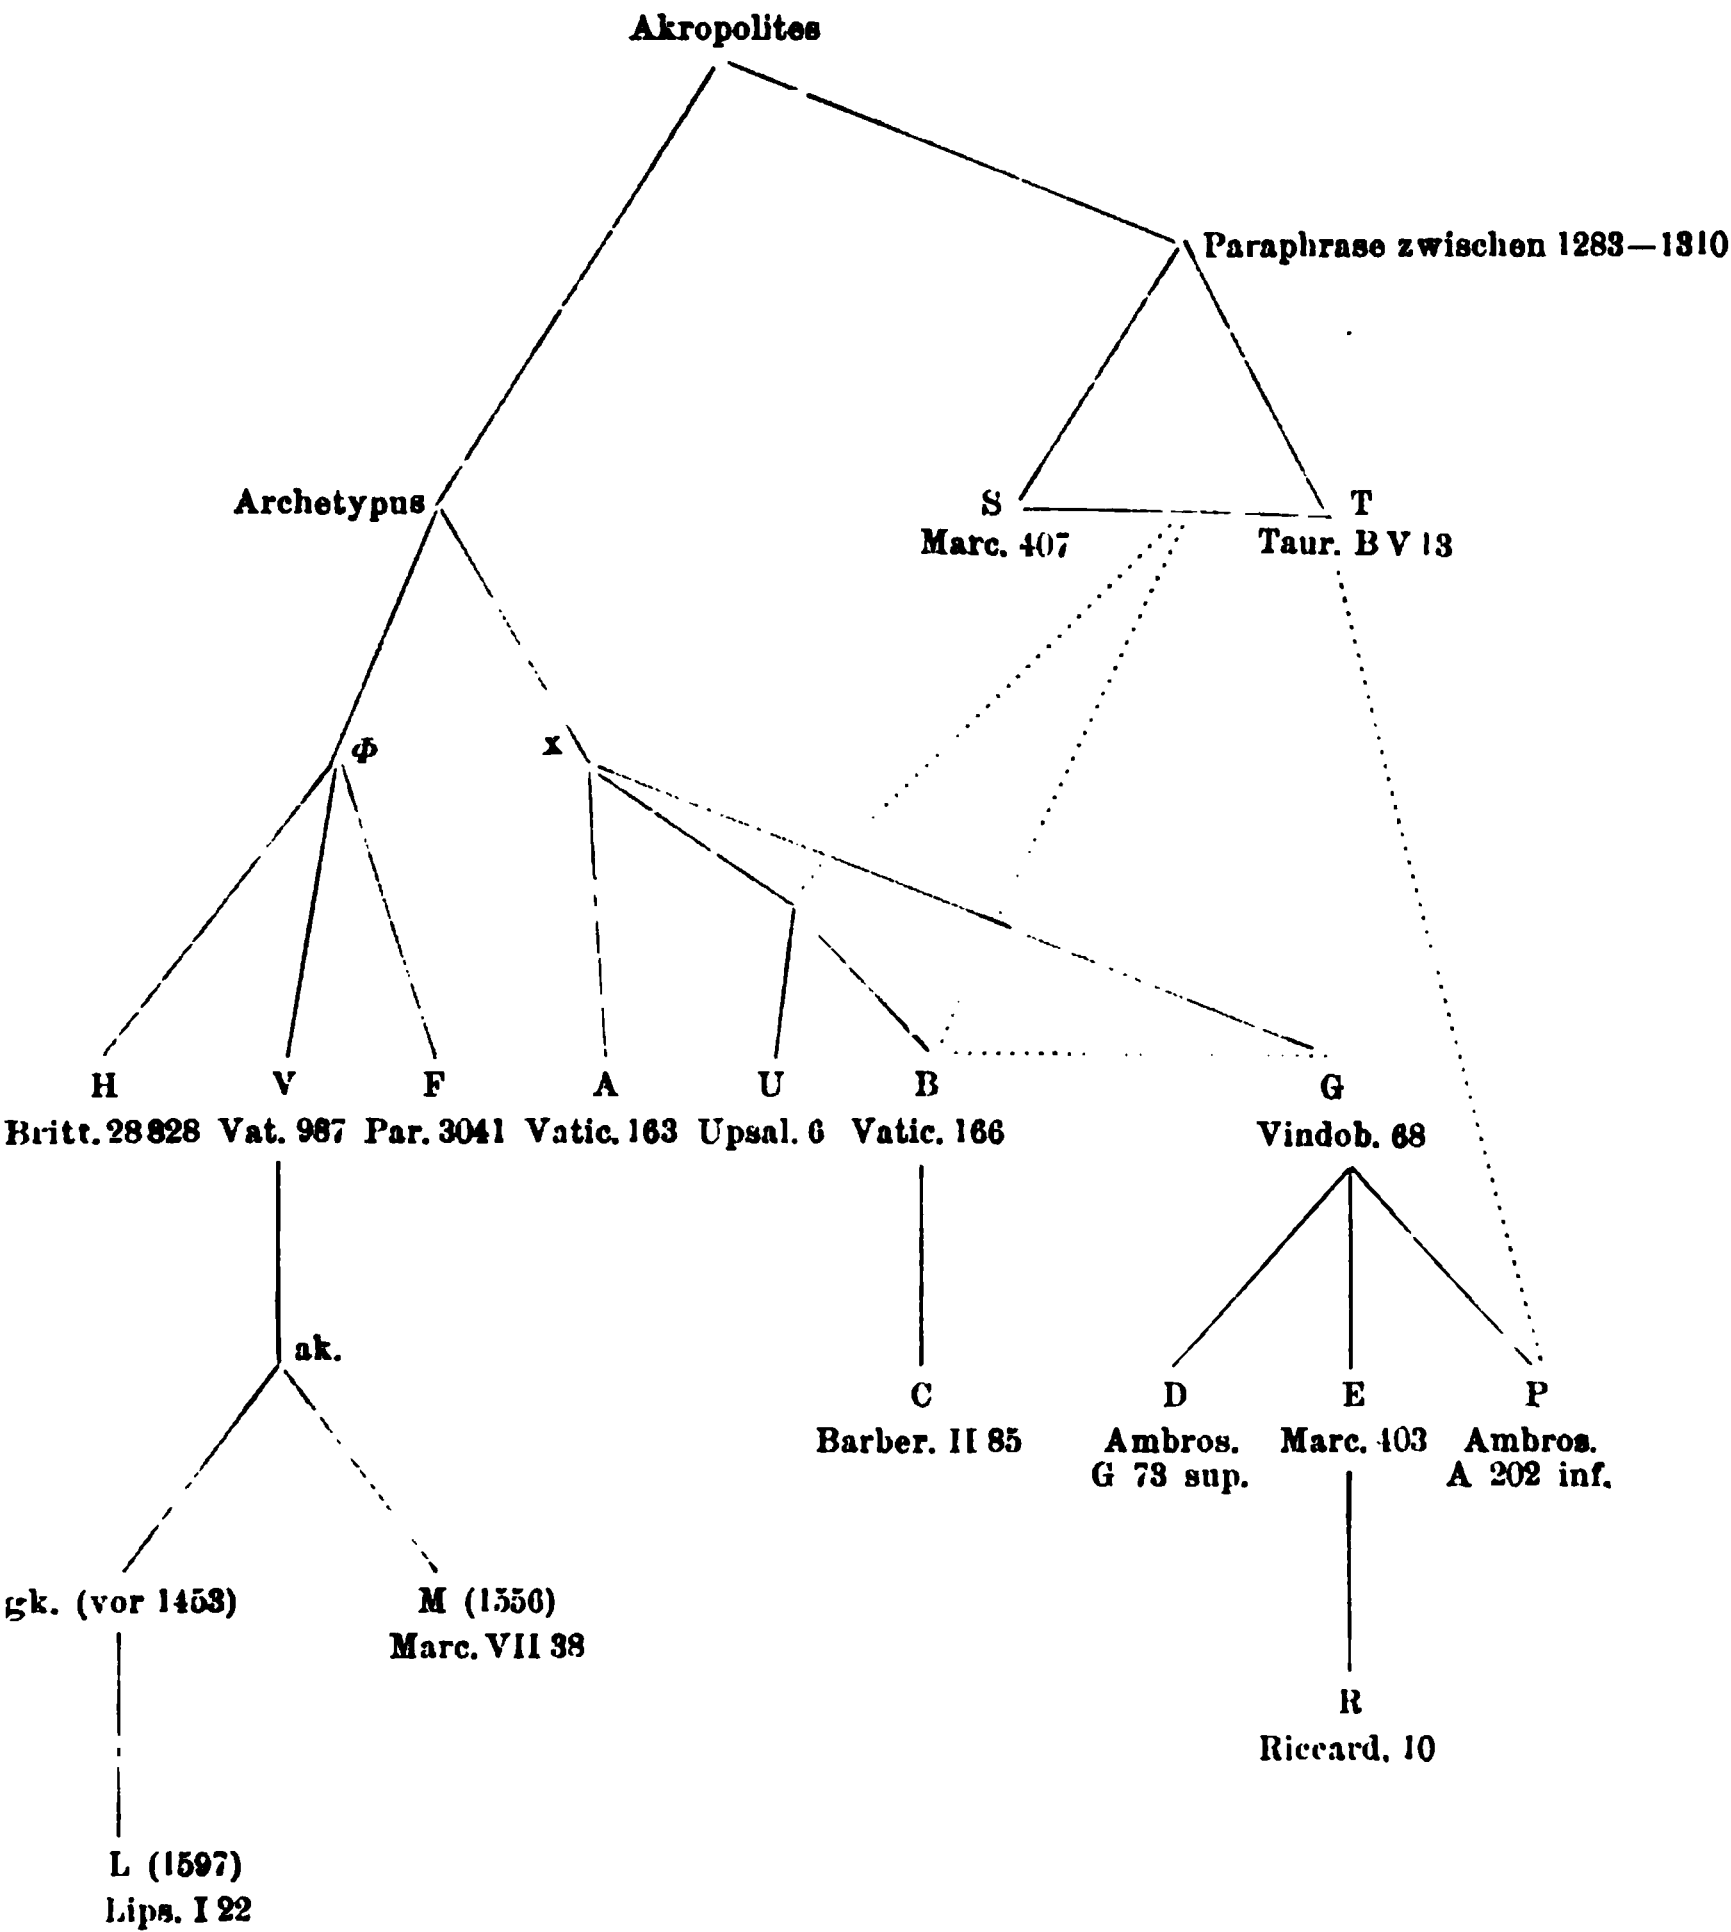 Akropolites
Paraphrase zwischen 1283—1310
Archetypus
S
Marc. 407
T
Taur. B V 13
Φ
x
H
Britt. 28828
V
Vat. 987
F
Par. 3041
A
Vatic. 163
U
Upsal. 6
B
Vatic. 166
G
Vindob. 68
ak.
C
Barber. II 85
D
Ambros.
G 73 sup.
E
Marc. 403
P
Ambros.
A 202 inf.
gk. (vor 1453)
M (1556)
Marc. VII 38
R
Riccard. 10
L (1597)
Lips. I 22